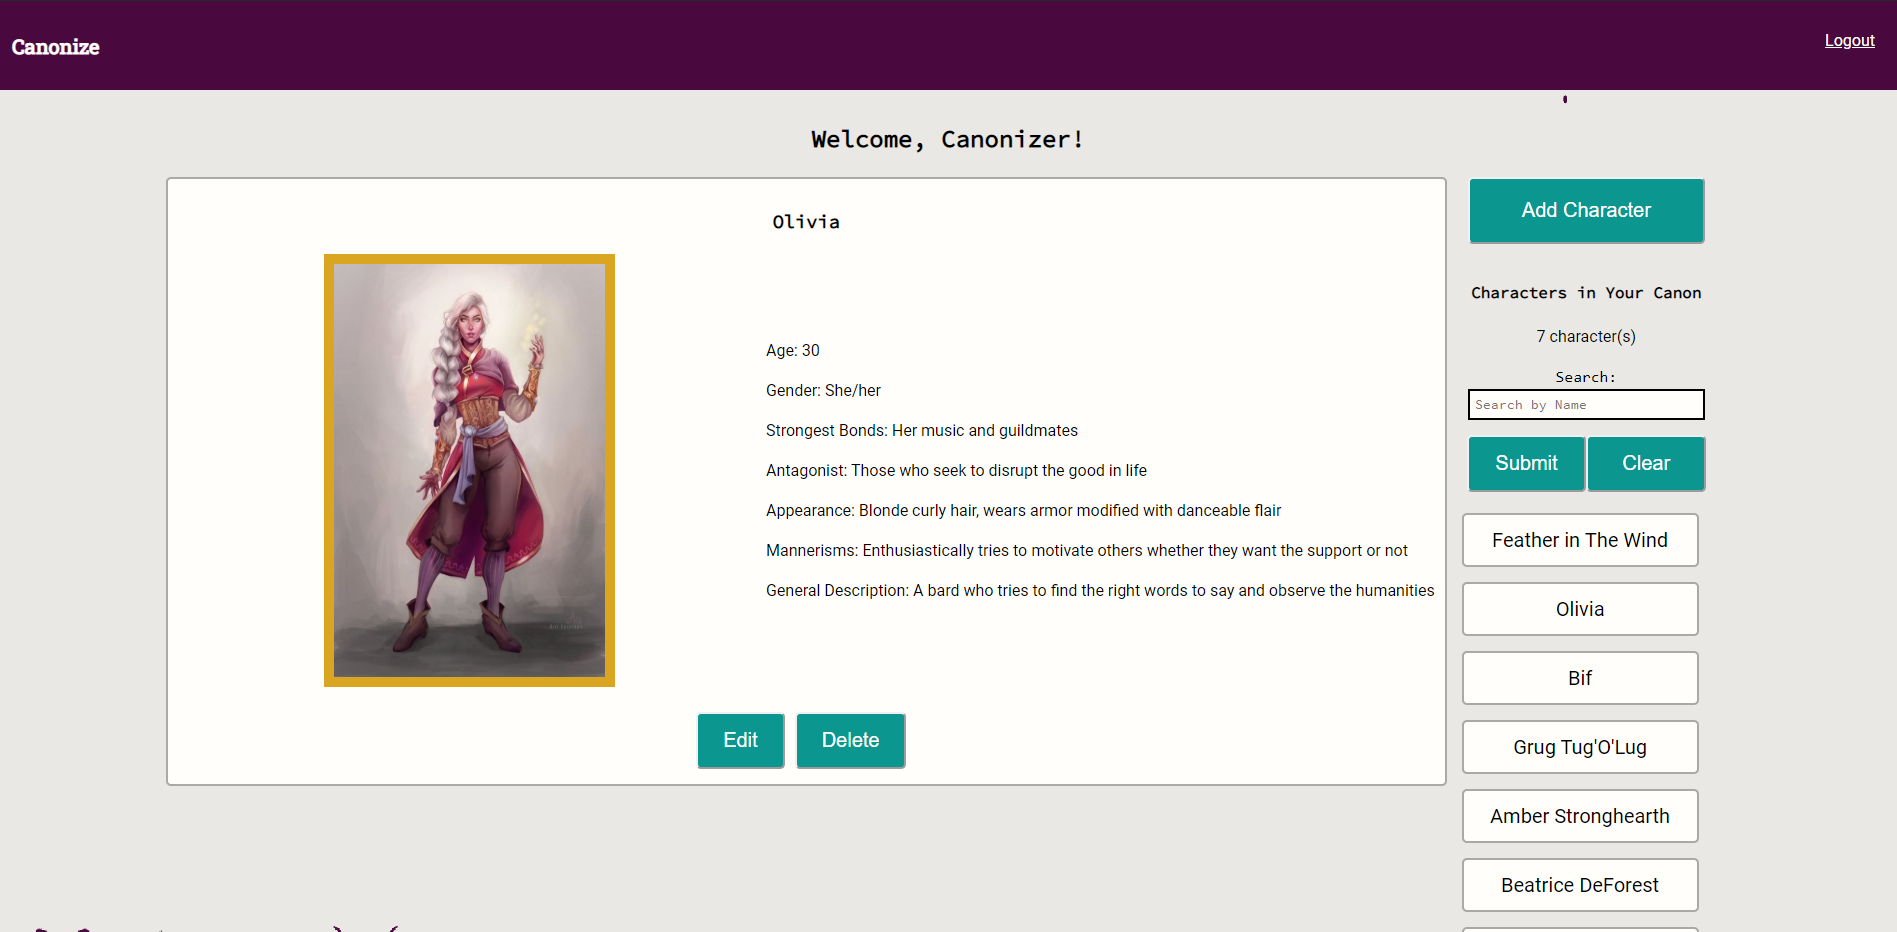 Canonize
Logout
Welcome, Canonizer!
Olivia
Age: 30
Gender: She/her
Strongest Bonds: Her music and guildmates
Antagonist: Those who seek to disrupt the good in life
Appearance: Blonde curly hair, wears armor modified with danceable flair
Mannerisms: Enthusiastically tries to motivate others whether they want the support or not
General Description: A bard who tries to find the right words to say and observe the humanities
Edit
Delete
Add Character
Characters in Your Canon
7 character(s)
Search:
Search by Name
Submit
Clear
Feather in The Wind
Olivia
Bif
Grug Tug'O'Lug
Amber Stronghearth
Beatrice DeForest